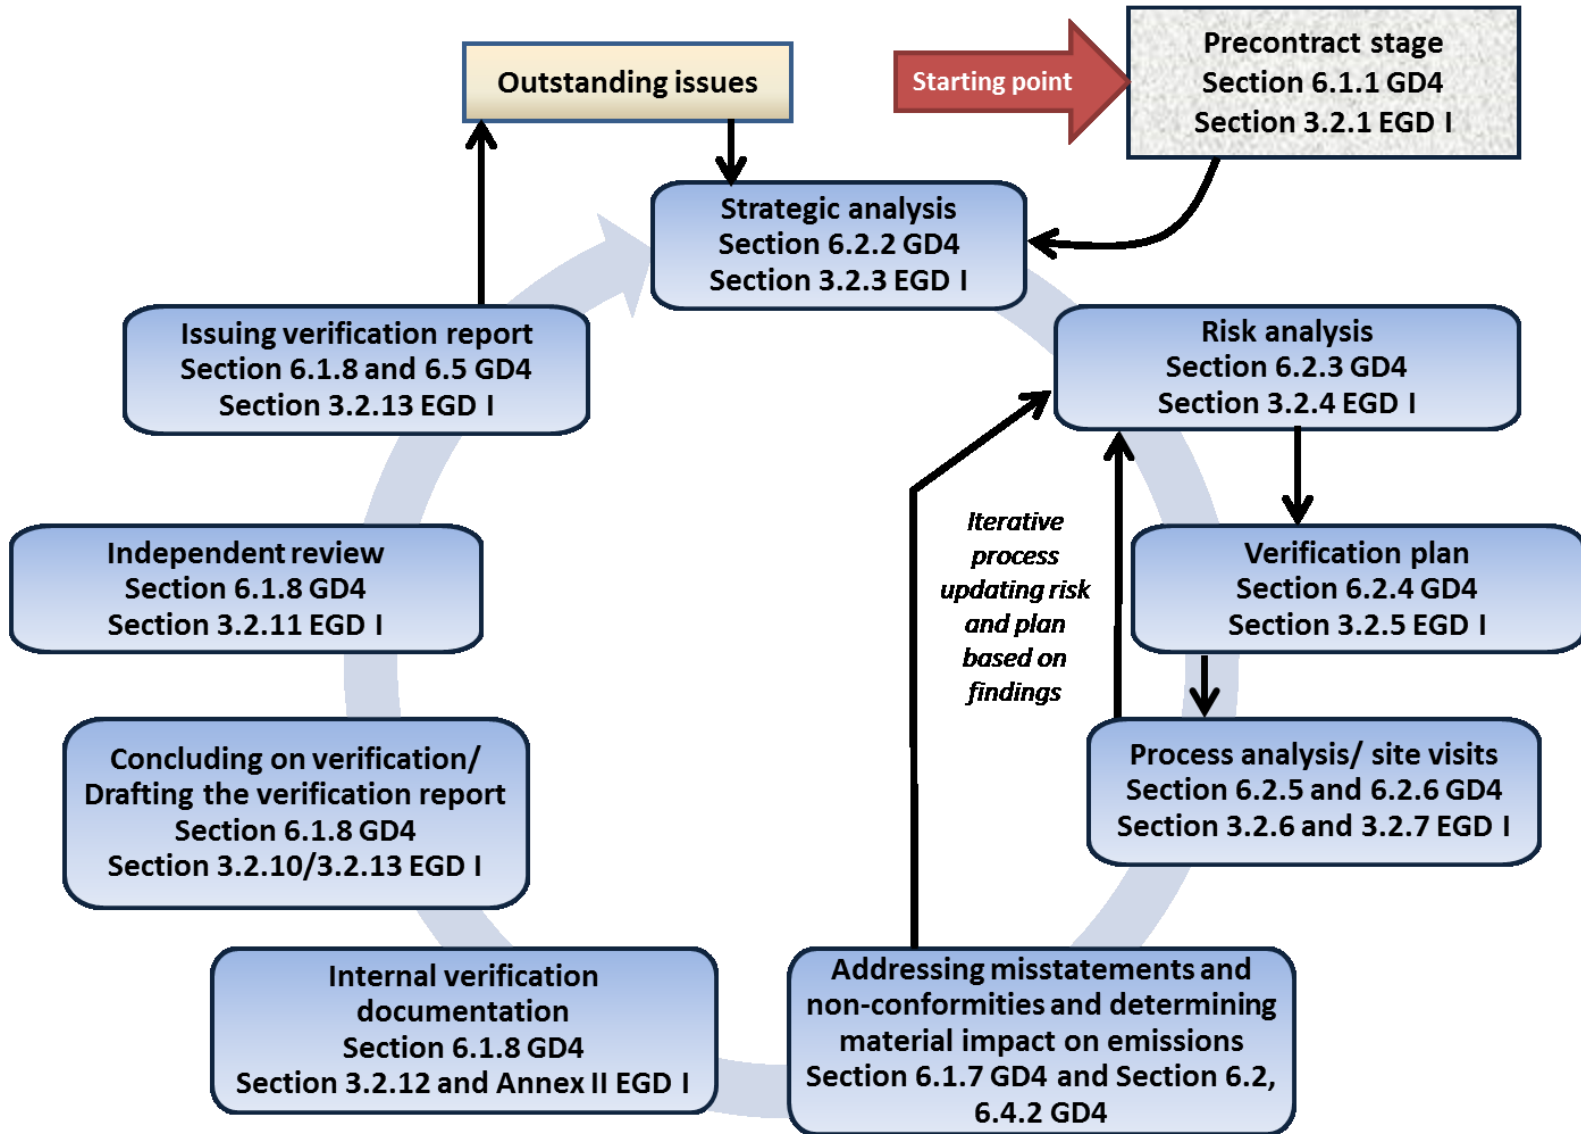 Outstanding issues
Starting point
Precontract stage
Section 6.1.1 GD4
Section 3.2.1 EGD I
Strategic analysis
Section 6.2.2 GD4
Section 3.2.3 EGD I
Issuing verification report
Section 6.1.8 and 6.5 GD4
Section 3.2.13 EGD I
Risk analysis
Section 6.2.3 GD4
Section 3.2.4 EGD I
Iterative
process
updating risk
and plan
based on
findings
Independent review
Section 6.1.8 GD4
Section 3.2.11 EGD I
Verification plan
Section 6.2.4 GD4
Section 3.2.5 EGD I
Concluding on verification/
Drafting the verification report
Section 6.1.8 GD4
Section 3.2.10/3.2.13 EGD I
Process analysis/ site visits
Section 6.2.5 and 6.2.6 GD4
Section 3.2.6 and 3.2.7 EGD I
Internal verification
documentation
Section 6.1.8 GD4
Section 3.2.12 and Annex II EGD I
Addressing misstatements and
non-conformities and determining
material impact on emissions
Section 6.1.7 GD4 and Section 6.2,
6.4.2 GD4